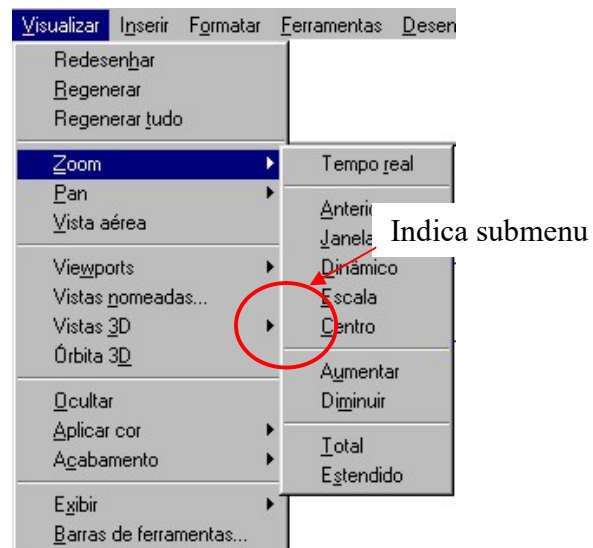 Visualizar Inserir Formatar Ferramentas Desen
Redesenhar
Regenerar
Regenerar tudo
Zoom
Pan
Vista aérea
Viewports
Vistas nomeadas...
Vistas 3D
Órbita 3D
Ocultar
Aplicar cor
Acabamento
Exibir
Barras de ferramentas...
Tempo real
Anterio
Janela
Dinâmico
Escala
Centro
Aumentar
Diminuir
Total
Estendido
Indica submenu